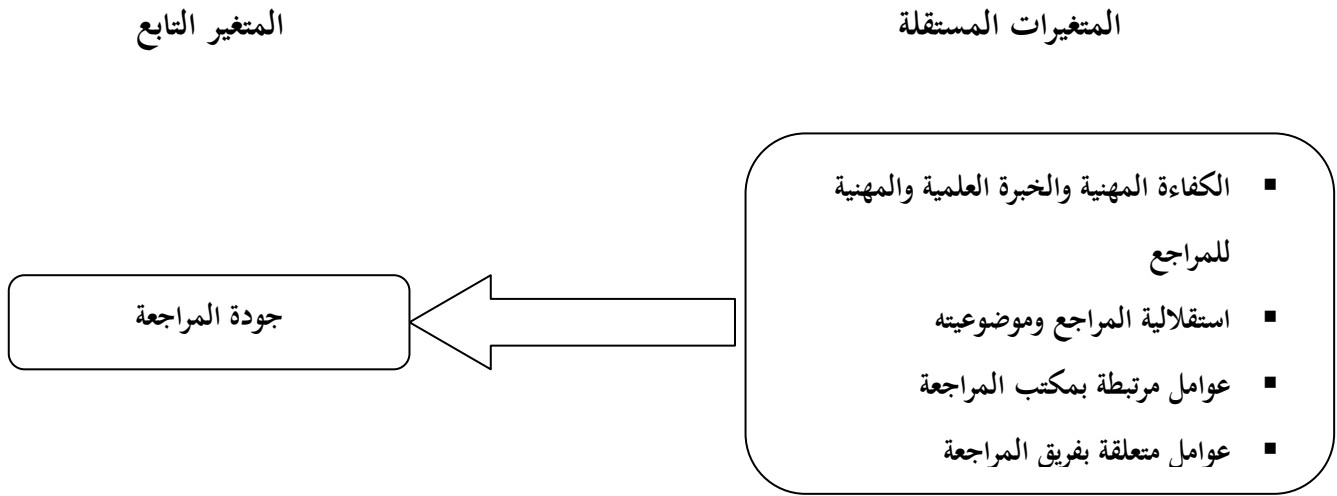 المتغيرات المستقلة
المتغير التابع
▪ الكفاءة المهنية والخبرة العلمية والمهنية
للمراجع
▪ استقلالية المراجع وموضوعيته
▪ عوامل مرتبطة بمكتب المراجعة
▪ عوامل متعلقة بفريق المراجعة
جودة المراجعة